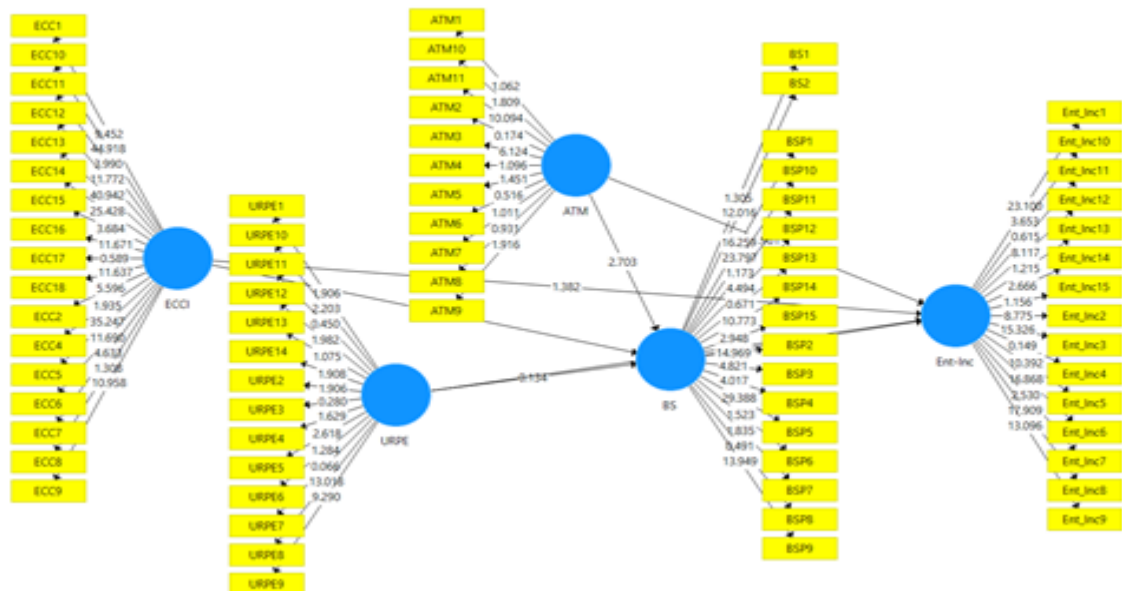 ECC1
ECC10
ECC11
ECC12
ECC13
ECC14
ECC15
ECC16
ECC17
ECC18
ECC2
ECC4
ECC5
ECC6
ECC7
ECC8
ECC9
44.918
11.772
40.942
25.428
3.684
11.671
0.589
11.637
5.596
1.935
35.247
11.690
4.633
1.308
10.958
ECCI
URPE1
URPE10
URPE11
URPE12
URPE13
URPE14
URPE2
URPE3
URPE4
URPE5
URPE6
URPE7
URPE8
URPE9
1.906
2.203
0.450
1.982
1.075
1.908
1.906
0.280
1.629
2.618
1.284
0.066
13.018
9.290
URPE
ATM1
ATM10
ATM11
ATM2
ATM3
ATM4
ATM5
ATM6
ATM7
ATM8
ATM9
1.062
1.809
10.094
0.174
6.124
1.096
1.451
0.516
1.011
0.931
1.916
ATM
2.703
1.382
BS1
BS2
BSP1
BSP10
BSP11
BSP12
BSP13
BSP14
BSP15
BSP2
BSP3
BSP4
BSP5
BSP6
BSP7
BSP8
BSP9
1.305
12.016
16.259
23.797
1.173
4.494
0.671
10.773
2.948
14.969
4.821
4.017
29.388
1.523
1.835
0.491
13.949
BS
Ent_Inc1
Ent_Inc10
Ent_Inc11
Ent_Inc12
Ent_Inc13
Ent_Inc14
Ent_Inc15
Ent_Inc2
Ent_Inc3
Ent_Inc4
Ent_Inc5
Ent_Inc6
Ent_Inc7
Ent_Inc8
Ent_Inc9
23.100
3.653
0.615
8.117
1.215
2.666
1.156
8.775
15.326
0.149
10.392
16.868
2.530
17.909
13.096
Ent-Inc